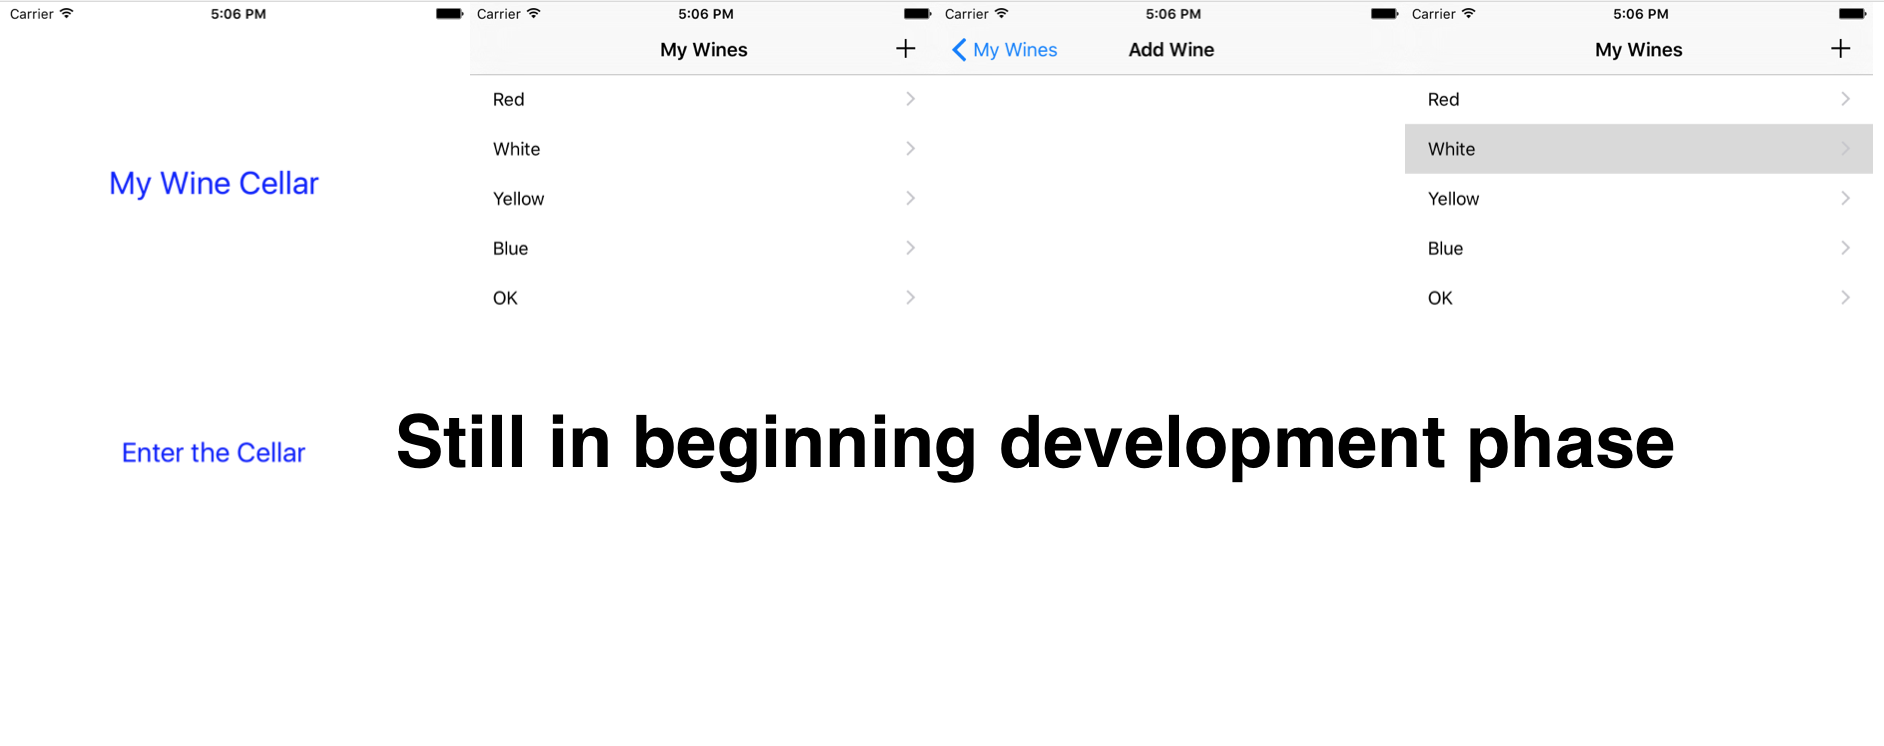 Carrier 5:06 PM
My Wine Cellar
Enter the Cellar
Carrier 5:06 PM
My Wines +
Red
White
Yellow
Blue
OK
Carrier 5:06 PM
My Wines Add Wine
Carrier 5:06 PM
My Wines +
Red
White
Yellow
Blue
OK
Still in beginning development phase